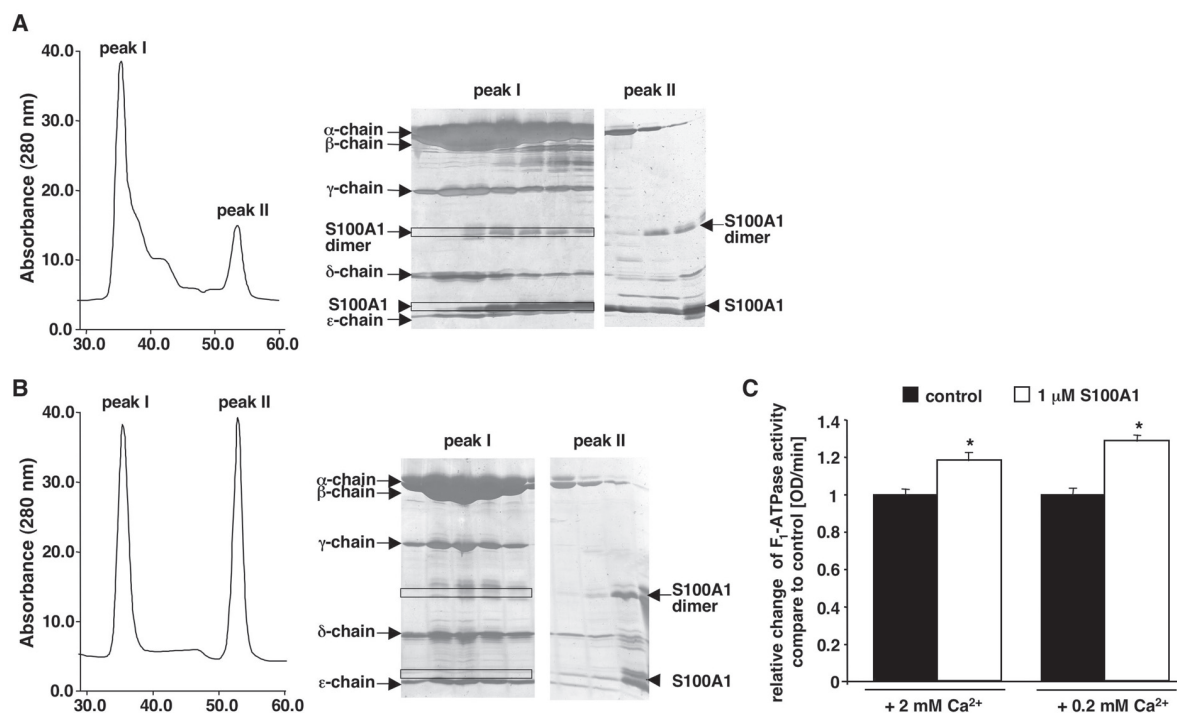 A
peak I
peak II
Absorbance (280 nm)
40.0
30.0
20.0
10.0
0.0
30.0 40.0 50.0 60.0
peak I
peak II
α-chain
β-chain
γ-chain
S100A1
dimer
δ-chain
S100A1
ε-chain
S100A1
dimer
S100A1
B
peak I
peak II
Absorbance (280 nm)
40.0
30.0
20.0
10.0
0.0
30.0 40.0 50.0 60.0
peak I
peak II
α-chain
β-chain
γ-chain
δ-chain
ε-chain
S100A1
dimer
S100A1
C
control
1 μM S100A1
relative change of F₁-ATPase activity
compare to control [OD/min]
1.4
1.2
1
0.8
0.6
0.4
0.2
0
*
*
+ 2 mM Ca²⁺
+ 0.2 mM Ca²⁺